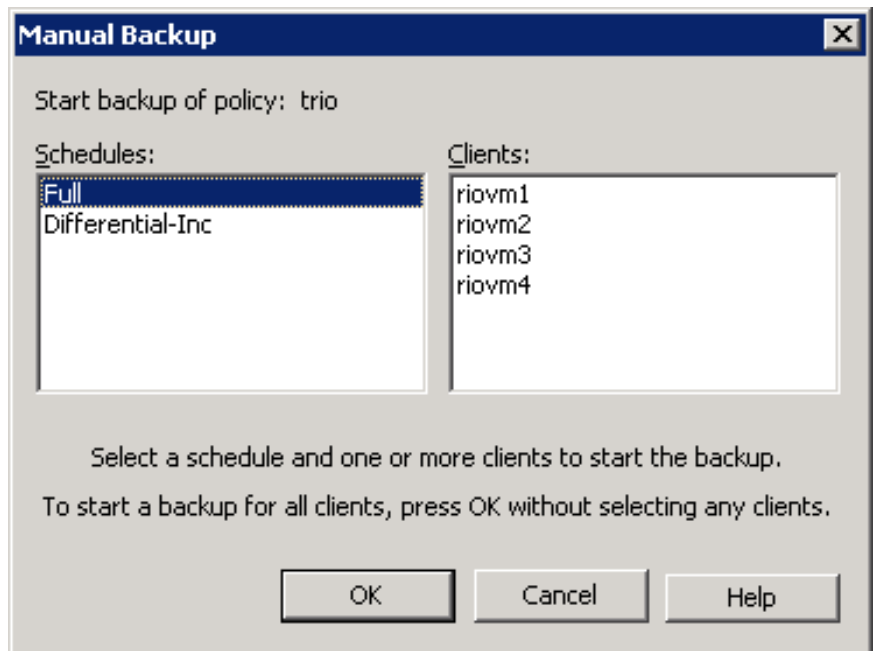 Manual Backup
Start backup of policy: trio
Schedules:
Clients:
Full
Differential-Inc
riovm1
riovm2
riovm3
riovm4
Select a schedule and one or more clients to start the backup.
To start a backup for all clients, press OK without selecting any clients.
OK
Cancel
Help